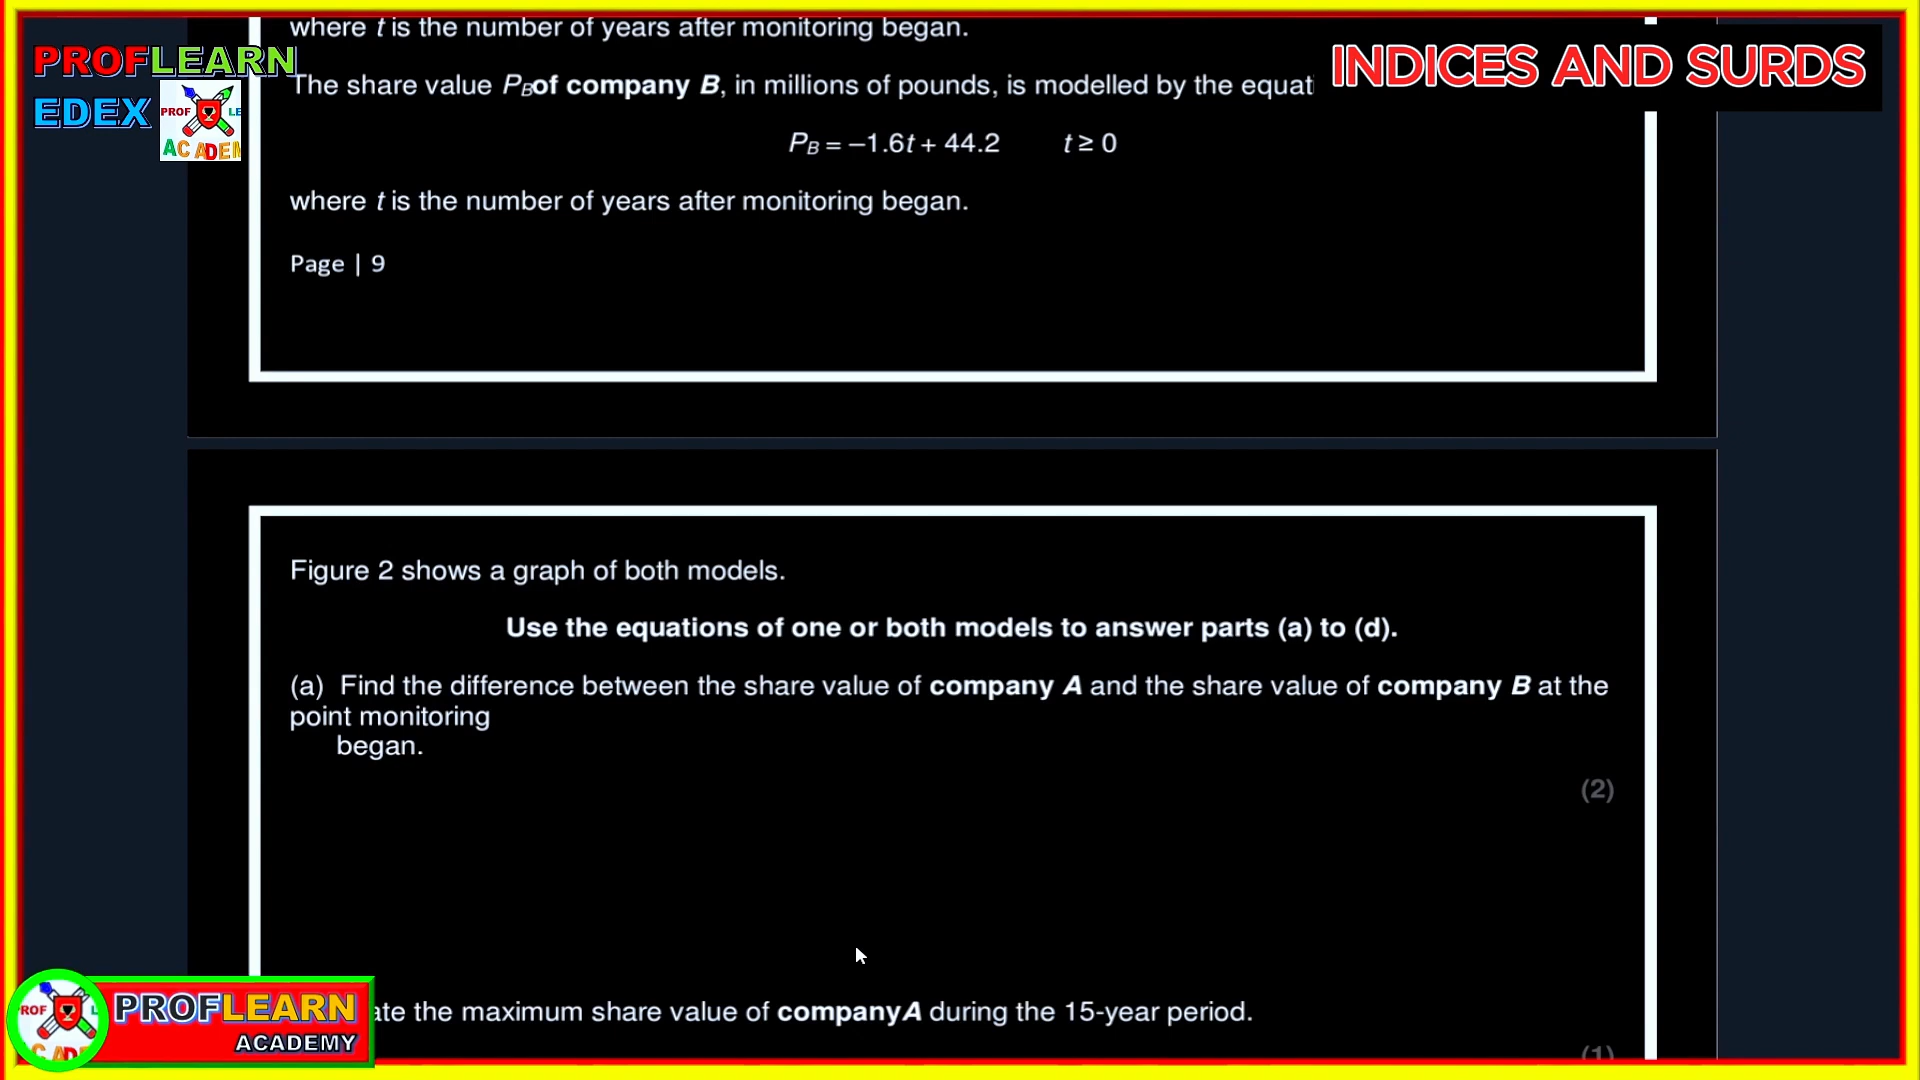 where t is the number of years after monitoring began.
PROFLEARN
INDICES AND SURDS
The share value PB of company B, in millions of pounds, is modelled by the equati
EDEX
PROF LE
ACADEM
PB = –1.6t + 44.2 t ≥ 0
where t is the number of years after monitoring began.
Page | 9
Figure 2 shows a graph of both models.
Use the equations of one or both models to answer parts (a) to (d).
(a) Find the difference between the share value of company A and the share value of company B at the
point monitoring
began.
(2)
PROFLEARN
ate the maximum share value of company A during the 15-year period.
ACADEMY
(1)